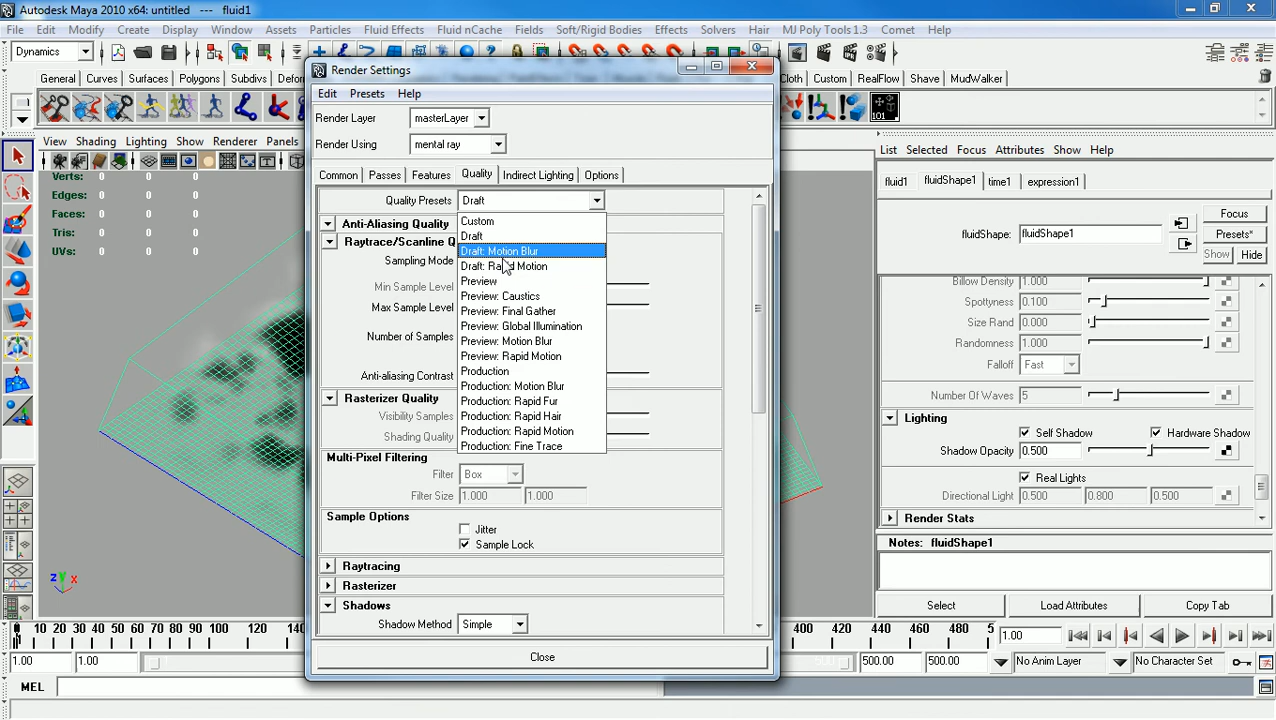 Autodesk Maya 2010 x64: untitled --- fluid1
File Edit Modify Create Display Window Assets Particles Fluid Effects Fluid nCache Fields Soft/Rigid Bodies Effects Solvers Hair MJ Poly Tools 1.3 Comet Help
Dynamics
General Curves Surfaces Polygons Subdivs Cloth Custom RealFlow Shave MudWalker
Render Settings
Edit Presets Help
Render Layer masterLayer
Render Using mental ray
Common Passes Features Quality Indirect Lighting Options
Quality Presets Draft
Custom
Draft
Draft: Motion Blur
Draft: Rapid Motion
Preview
Preview: Caustics
Preview: Final Gather
Preview: Global Illumination
Preview: Motion Blur
Preview: Rapid Motion
Production
Production: Motion Blur
Production: Rapid Fur
Production: Rapid Hair
Production: Rapid Motion
Production: Fine Trace
Anti-Aliasing Quality
Raytrace/Scanline Q
Sampling Mode
Min Sample Level
Max Sample Level
Number of Samples
Anti-aliasing Contrast
Rasterizer Quality
Visibility Samples
Shading Quality
Multi-Pixel Filtering
Filter Box
Filter Size 1.000 1.000
Sample Options
Jitter
Sample Lock
Raytracing
Rasterizer
Shadows
Shadow Method Simple
Close
View Shading Lighting Show Renderer Panels
Verts: 0 0 0
Edges: 0 0 0
Faces: 0 0 0
Tris: 0 0 0
UVs: 0 0 0
101
z y x
List Selected Focus Attributes Show Help
fluid1 fluidShape1 time1 expression1
fluidShape: fluidShape1
Focus
Presets*
Show Hide
Billow Density 1.000
Spottyness 0.100
Size Rand 0.000
Randomness 1.000
Falloff Fast
Number Of Waves 5
Lighting
Self Shadow Hardware Shadow
Shadow Opacity 0.500
Real Lights
Directional Light 0.500 0.800 0.500
Render Stats
Notes: fluidShape1
Select Load Attributes Copy Tab
10 20 30 40 50 60 70 80 90 100 120 140 400 420 440 460 480 5 1.00
1.00 1.00 500 500.00 500.00 No Anim Layer No Character Set
MEL